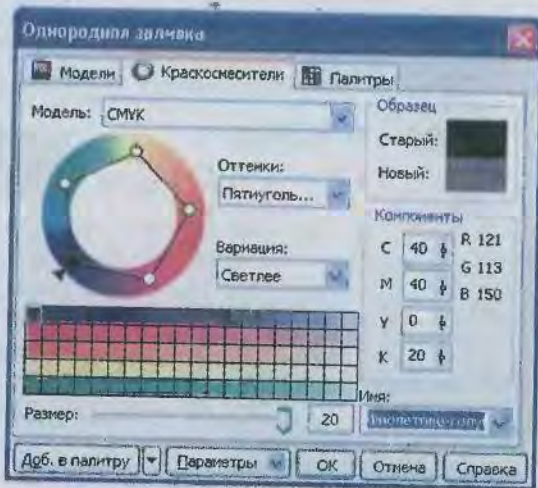 Однородная заливка
Модели Краскосмесители Палитры
Модель: CMYK
Оттенки:
Пятиуголь...
Вариация:
Светлее
Образец
Старый:
Новый:
Компоненты
C 40 R 121
M 40 G 113
Y 0 B 150
K 20
Имя:
Размер: 20
Доб. в палитру Параметры OK Отмена Справка